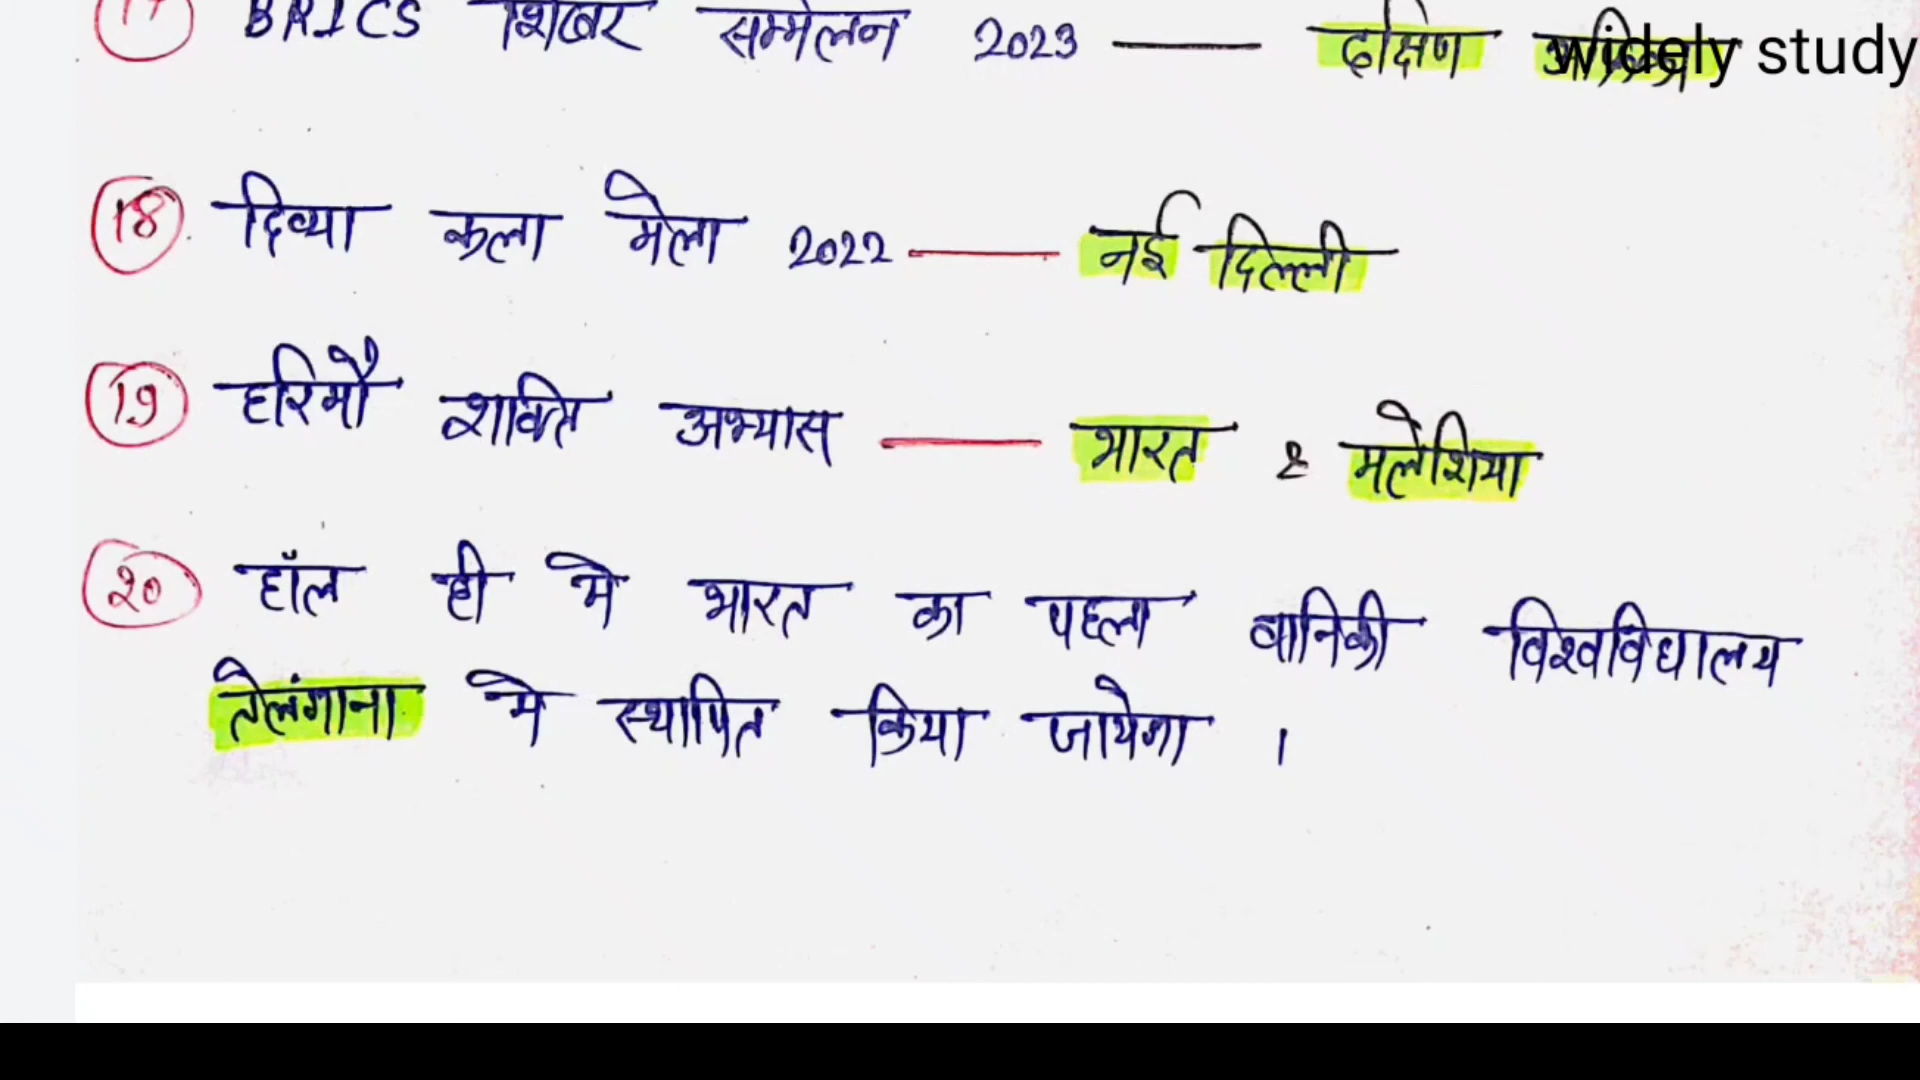 17 BRICS शिखर सम्मेलन 2023 — दक्षिण
widely study
18 दिव्या कला मेला 2022 — नई दिल्ली
19 हरिमौ शक्ति अभ्यास — भारत & मलेशिया
20 हॉल ही मे भारत का पहला वानिकी विश्वविद्यालय
तेलंगाना मे स्थापित किया जायेगा ।